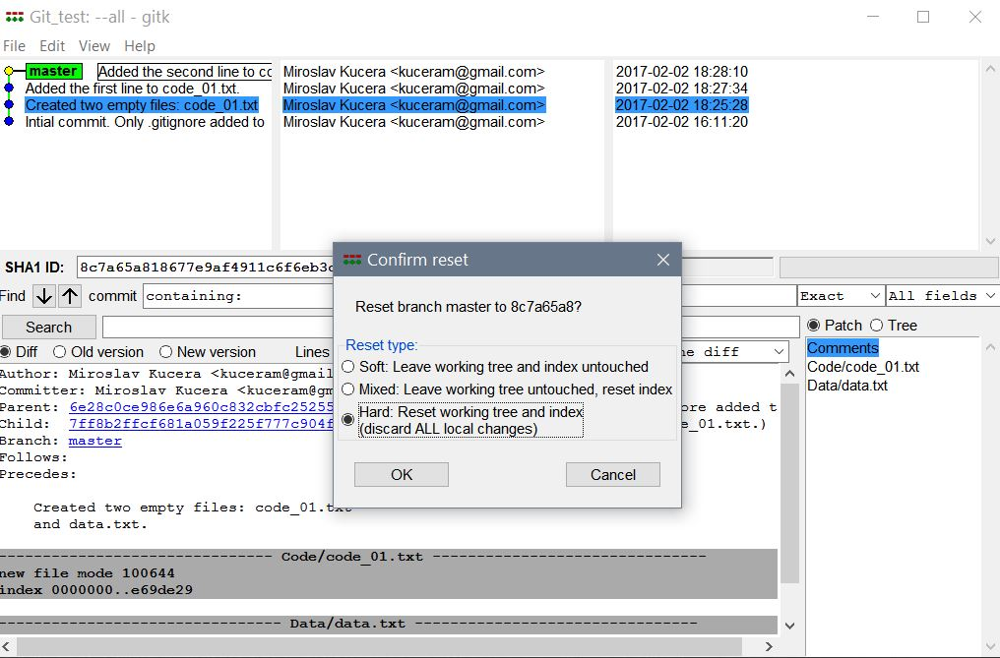 Git_test: --all - gitk
File Edit View Help
master Added the second line to co Miroslav Kucera <kuceram@gmail.com> 2017-02-02 18:28:10
Added the first line to code_01.txt. Miroslav Kucera <kuceram@gmail.com> 2017-02-02 18:27:34
Created two empty files: code_01.txt Miroslav Kucera <kuceram@gmail.com> 2017-02-02 18:25:28
Intial commit. Only .gitignore added to Miroslav Kucera <kuceram@gmail.com> 2017-02-02 16:11:20
SHA1 ID: 8c7a65a818677e9af4911c6f6eb3c
Find commit containing: Exact All fields
Search
Diff Old version New version Lines ne diff
Patch Tree
Author: Miroslav Kucera <kuceram@gmail
Committer: Miroslav Kucera <kuceram@gm
Parent: 6e28c0ce986e6a960c832cbfc25255 ore added t
Child: 7ff8b2ffcf681a059f225f777c904f e_01.txt.)
Branch: master
Follows:
Precedes:
Created two empty files: code_01.txt
and data.txt.
Code/code_01.txt
new file mode 100644
index 0000000..e69de29
Data/data.txt
Comments
Code/code_01.txt
Data/data.txt
Confirm reset
Reset branch master to 8c7a65a8?
Reset type:
Soft: Leave working tree and index untouched
Mixed: Leave working tree untouched, reset index
Hard: Reset working tree and index
(discard ALL local changes)
OK Cancel